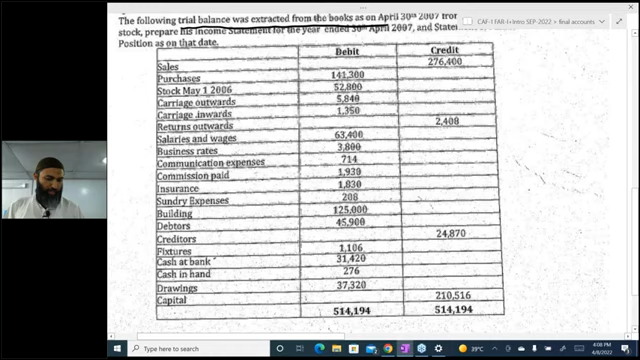 The following trial balance was extracted from the books as on April 30th 2007
stock, prepare his Income Statement for the year ended 30th April 2007, and
Position as on that date.
CAF-1 FAR-I+Intro SEP-2022 > final accounts
Debit Credit
Sales 276,400
Purchases 141,300
Stock May 1 2006 52,800
Carriage outwards 5,840
Carriage inwards 1,350
Returns outwards 2,408
Salaries and wages 63,400
Business rates 3,800
Communication expenses 714
Commission paid 1,930
Insurance 1,830
Sundry Expenses 208
Building 125,000
Debtors 45,900
Creditors 24,870
Fixtures 1,106
Cash at bank 31,420
Cash in hand 276
Drawings 37,320
Capital 210,516
514,194 514,194
Type here to search
39°C
4:08 PM
4/8/2022